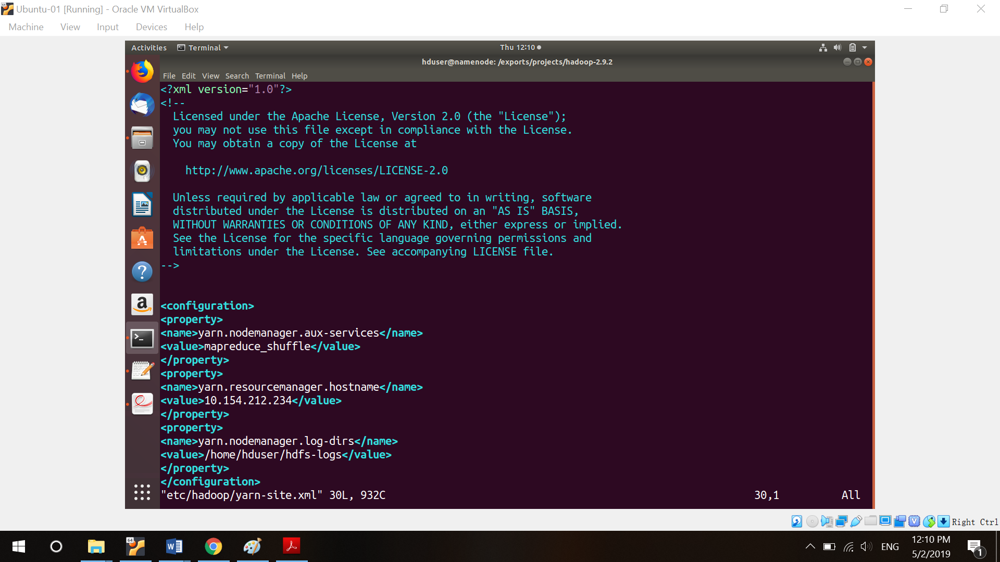 Ubuntu-01 [Running] - Oracle VM VirtualBox
Machine View Input Devices Help
Activities Terminal Thu 12:10
hduser@namenode: /exports/projects/hadoop-2.9.2
File Edit View Search Terminal Help
<?xml version="1.0"?>
<!--
Licensed under the Apache License, Version 2.0 (the "License");
you may not use this file except in compliance with the License.
You may obtain a copy of the License at
http://www.apache.org/licenses/LICENSE-2.0
Unless required by applicable law or agreed to in writing, software
distributed under the License is distributed on an "AS IS" BASIS,
WITHOUT WARRANTIES OR CONDITIONS OF ANY KIND, either express or implied.
See the License for the specific language governing permissions and
limitations under the License. See accompanying LICENSE file.
-->
<configuration>
<property>
<name>yarn.nodemanager.aux-services</name>
<value>mapreduce_shuffle</value>
</property>
<property>
<name>yarn.resourcemanager.hostname</name>
<value>10.154.212.234</value>
</property>
<property>
<name>yarn.nodemanager.log-dirs</name>
<value>/home/hduser/hdfs-logs</value>
</property>
</configuration>
"etc/hadoop/yarn-site.xml" 30L, 932C 30,1 All
Right Ctrl
ENG
12:10 PM
5/2/2019
1